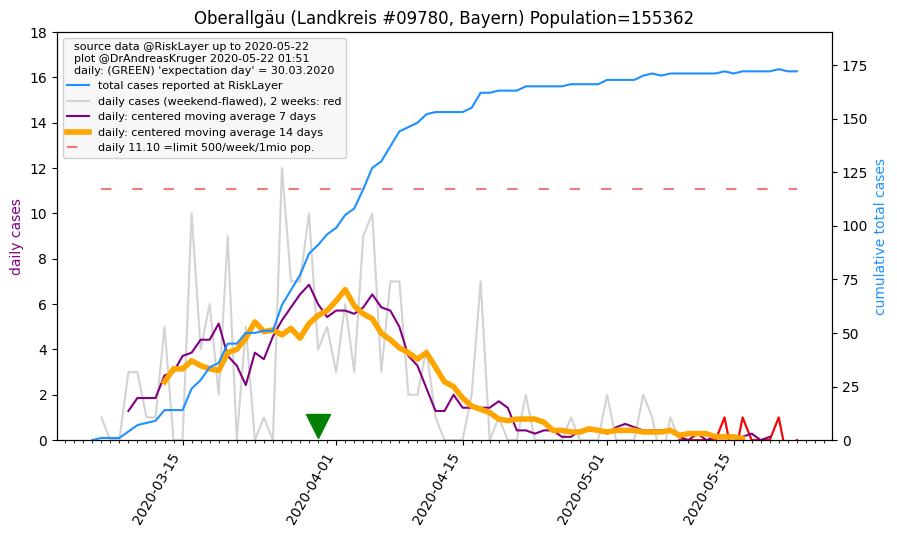 Oberallgäu (Landkreis #09780, Bayern) Population=155362
source data @RiskLayer up to 2020-05-22
plot @DrAndreasKruger 2020-05-22 01:51
daily: (GREEN) 'expectation day' = 30.03.2020
total cases reported at RiskLayer
daily cases (weekend-flawed), 2 weeks: red
daily: centered moving average 7 days
daily: centered moving average 14 days
daily 11.10 =limit 500/week/1mio pop.
daily cases
18
16
14
12
10
8
6
4
2
0
175
150
125
100
75
50
25
0
cumulative total cases
2020-03-15
2020-04-01
2020-04-15
2020-05-01
2020-05-15